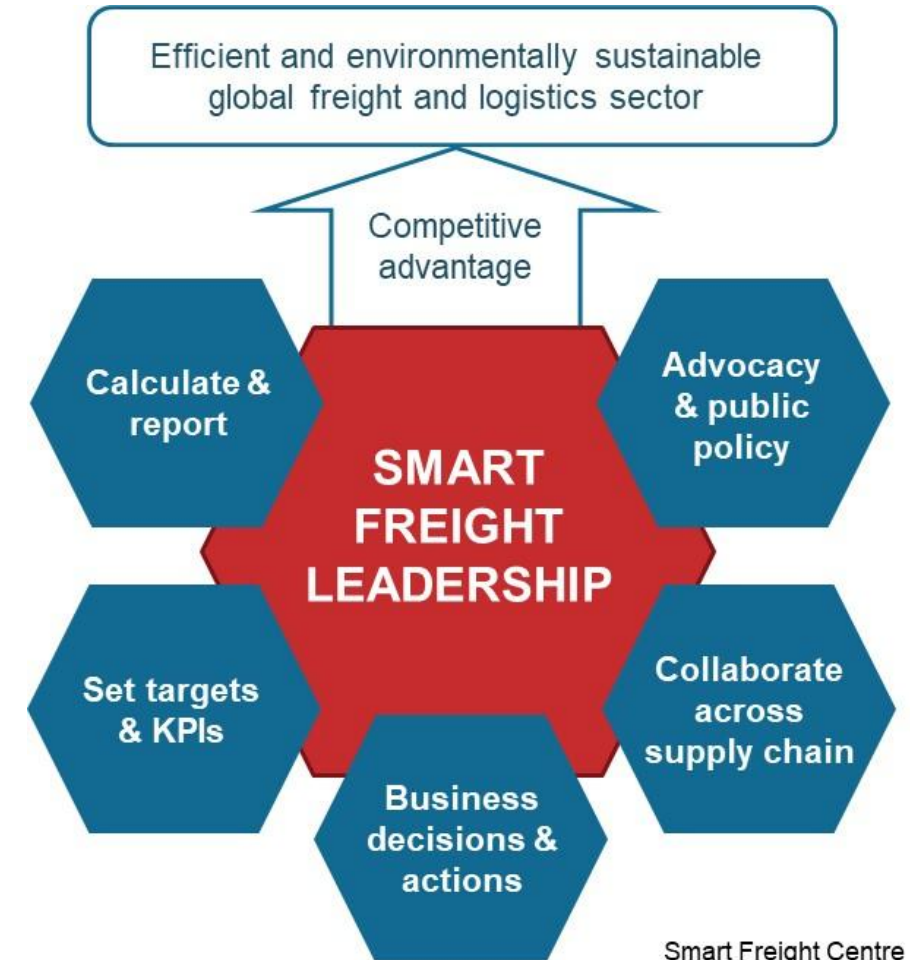 Efficient and environmentally sustainable
global freight and logistics sector
Competitive
advantage
Calculate &
report
Advocacy
& public
policy
SMART
FREIGHT
LEADERSHIP
Set targets
& KPIs
Collaborate
across
supply chain
Business
decisions &
actions
Smart Freight Centre